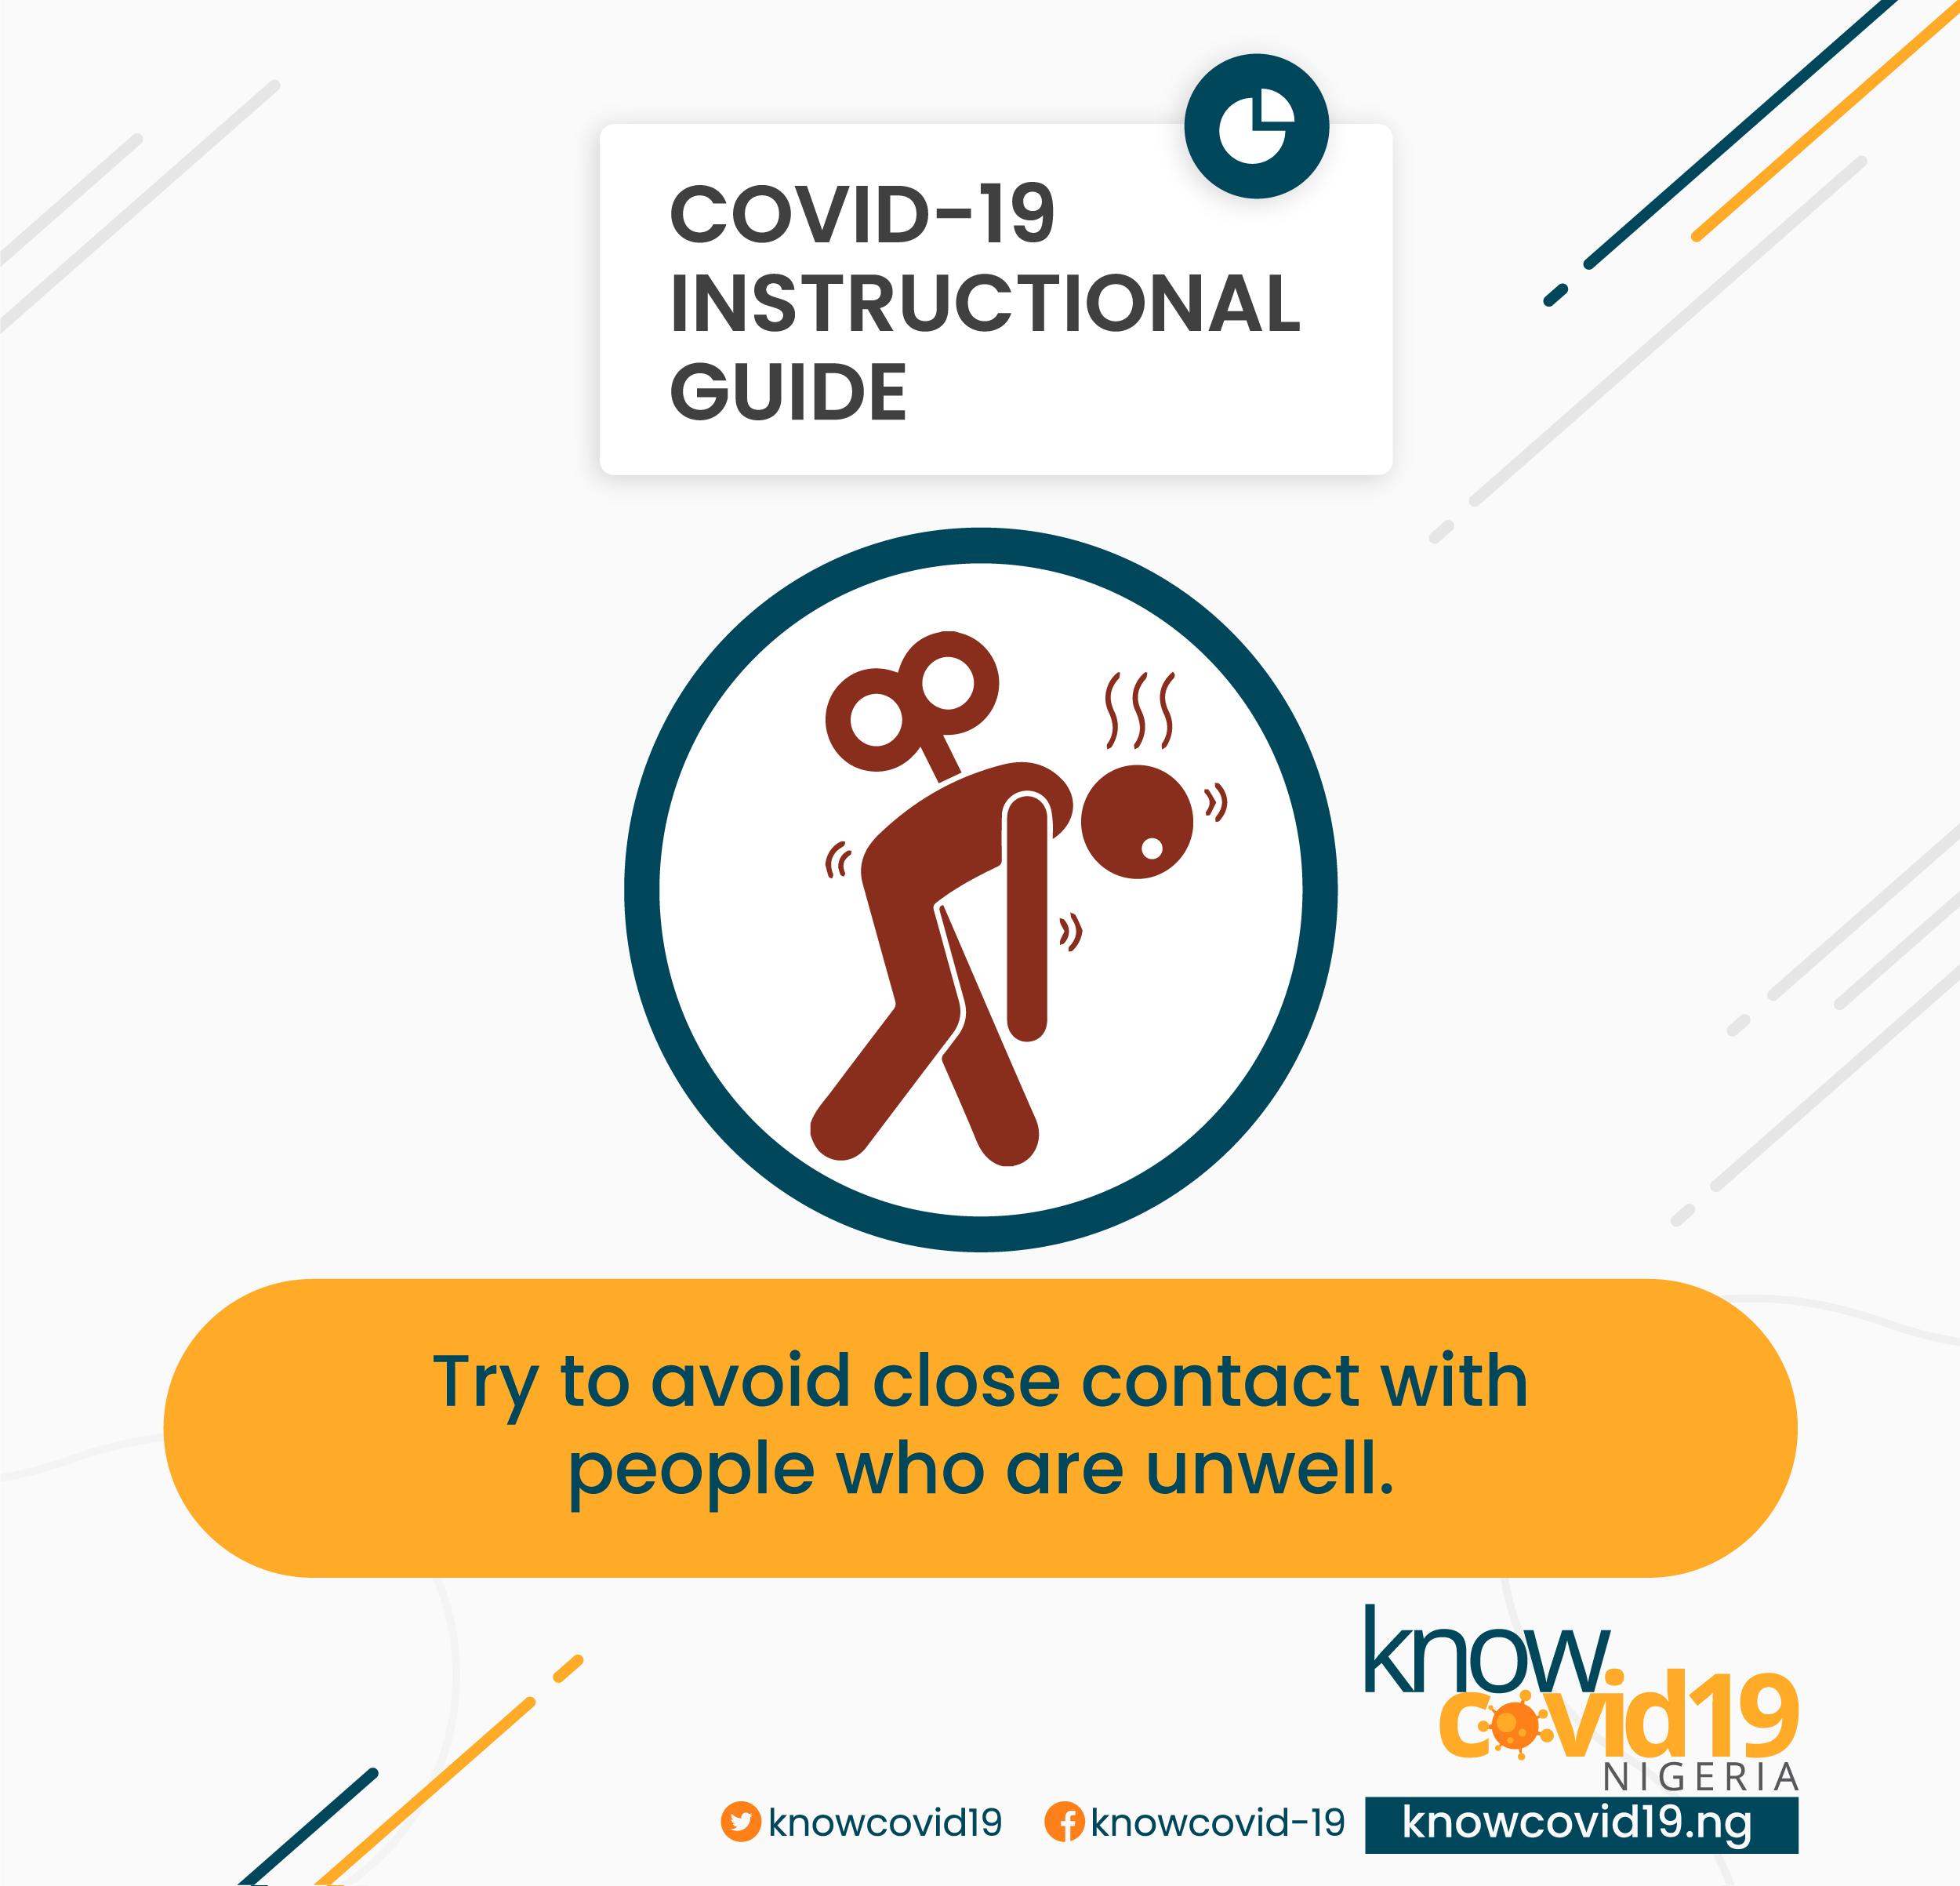 COVID-19
INSTRUCTIONAL
GUIDE
Try to avoid close contact with
people who are unwell.
know
covid19
NIGERIA
knowcovid19
knowcovid-19
knowcovid19.ng